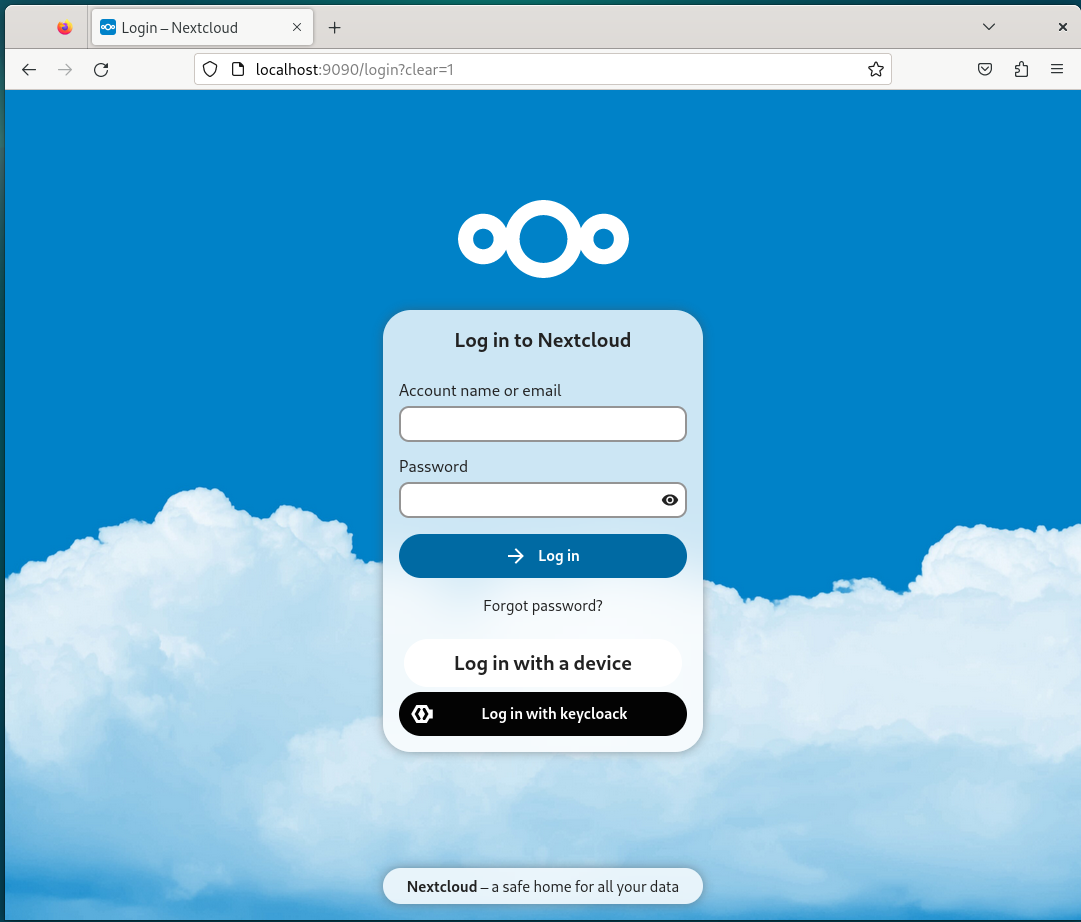 Login – Nextcloud
localhost:9090/login?clear=1
Log in to Nextcloud
Account name or email
Password
Log in
Forgot password?
Log in with a device
Log in with keycloack
Nextcloud – a safe home for all your data